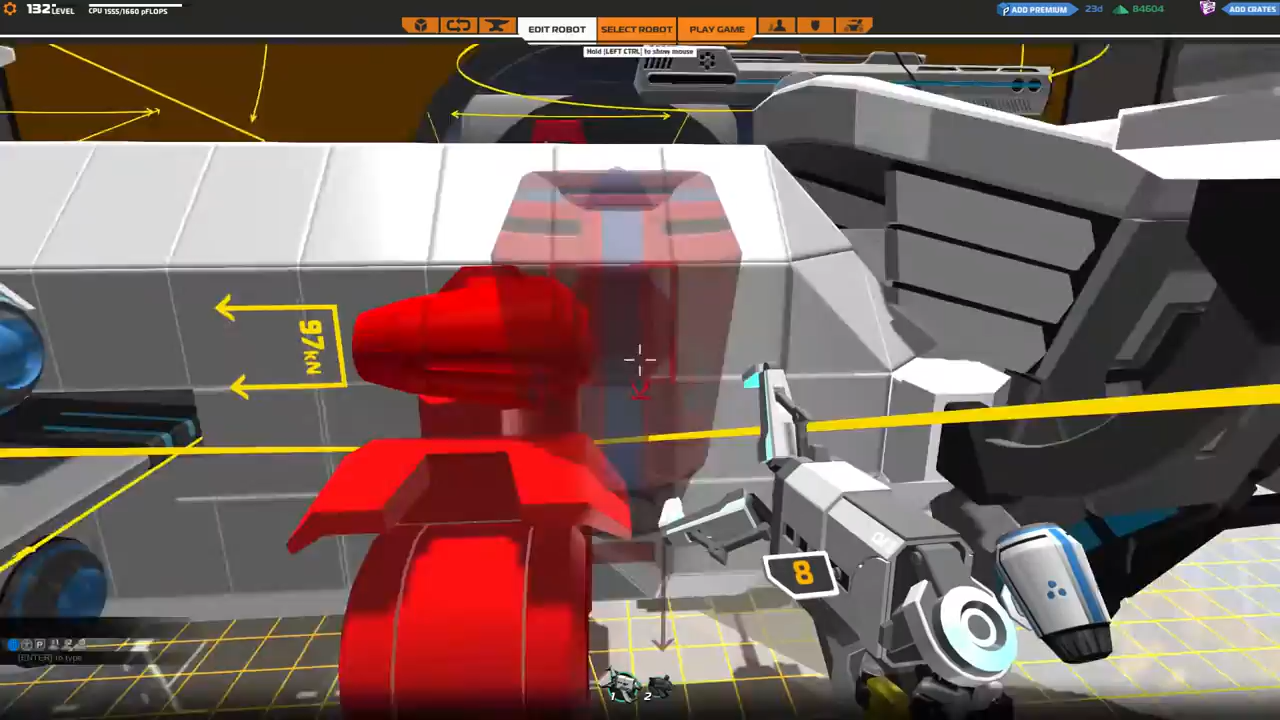 132 LEVEL
CPU 1555/1660 pFLOPS
EDIT ROBOT
SELECT ROBOT
PLAY GAME
ADD PREMIUM
23d
84604
ADD CRATES
Hold [LEFT CTRL] to show mouse
97kN
8
[ENTER] to type
1
2